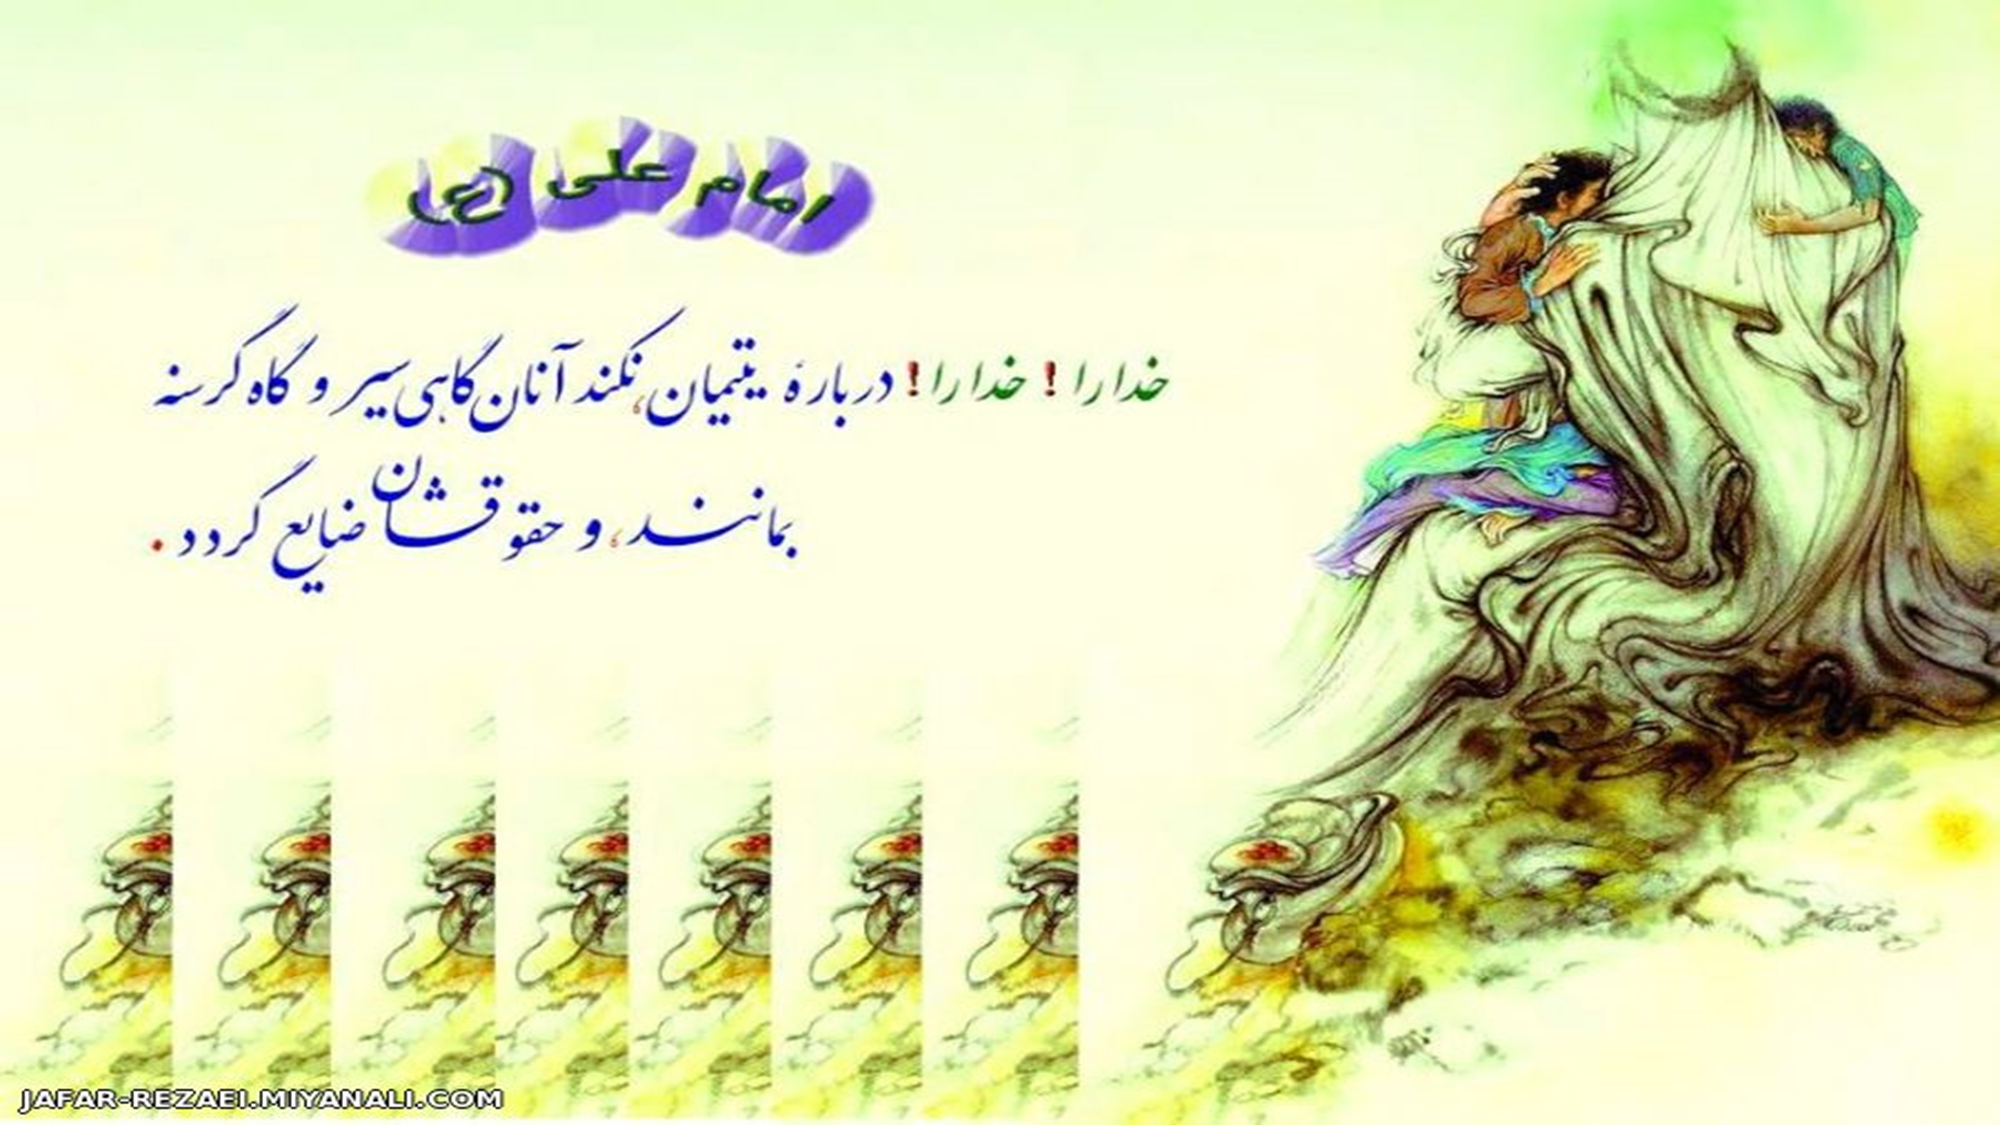 امام علی (ع)
خدارا ! خدارا ! دربارهٔ یتیمان، نکند آنان گاهی سیر و گاه گرسنه
بمانند، و حقوقشان ضایع گردد .
JAFAR-REZAEI.MIYANALI.COM